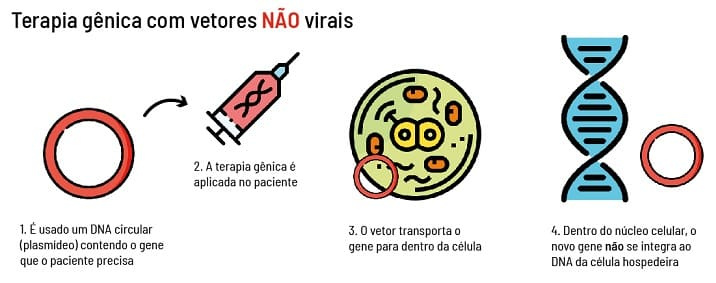 Terapia gênica com vetores NÃO virais
2. A terapia gênica é
aplicada no paciente
1. É usado um DNA circular
(plasmídeo) contendo o gene
que o paciente precisa
3. O vetor transporta o
gene para dentro da célula
4. Dentro do núcleo celular, o
novo gene não se integra ao
DNA da célula hospedeira